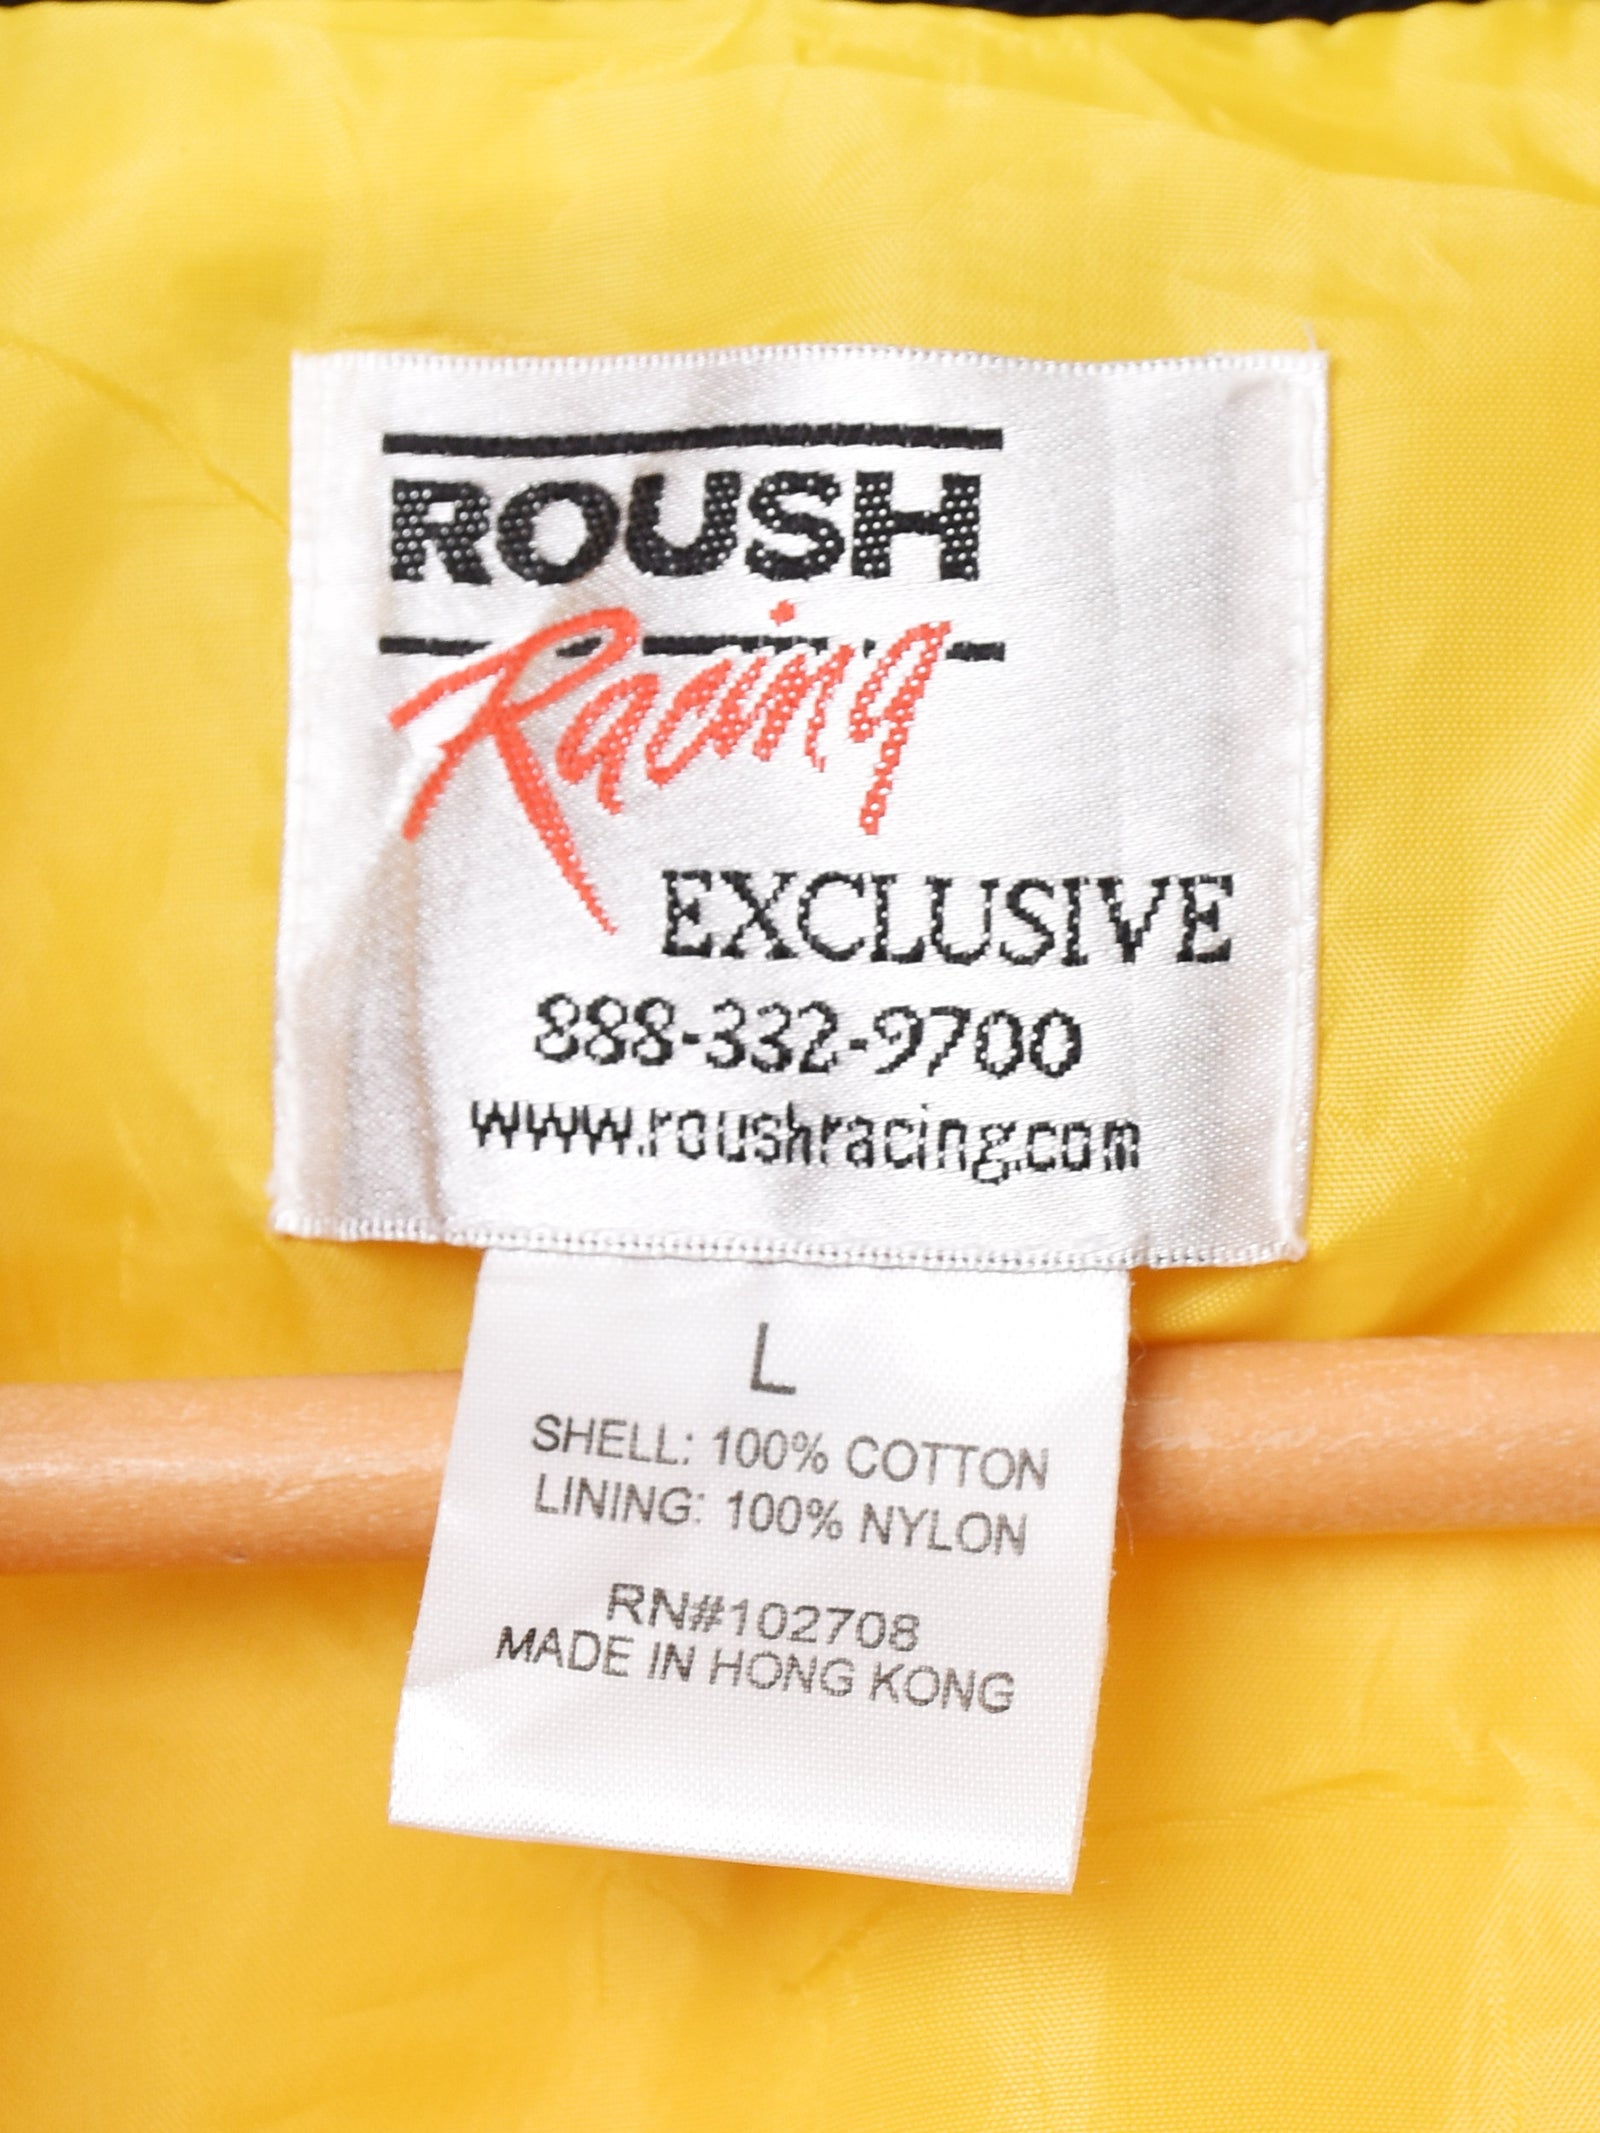 ROUSH
Racing
EXCLUSIVE
888-332-9700
www.roushracing.com
L
SHELL: 100% COTTON
LINING: 100% NYLON
RN#102708
MADE IN HONG KONG